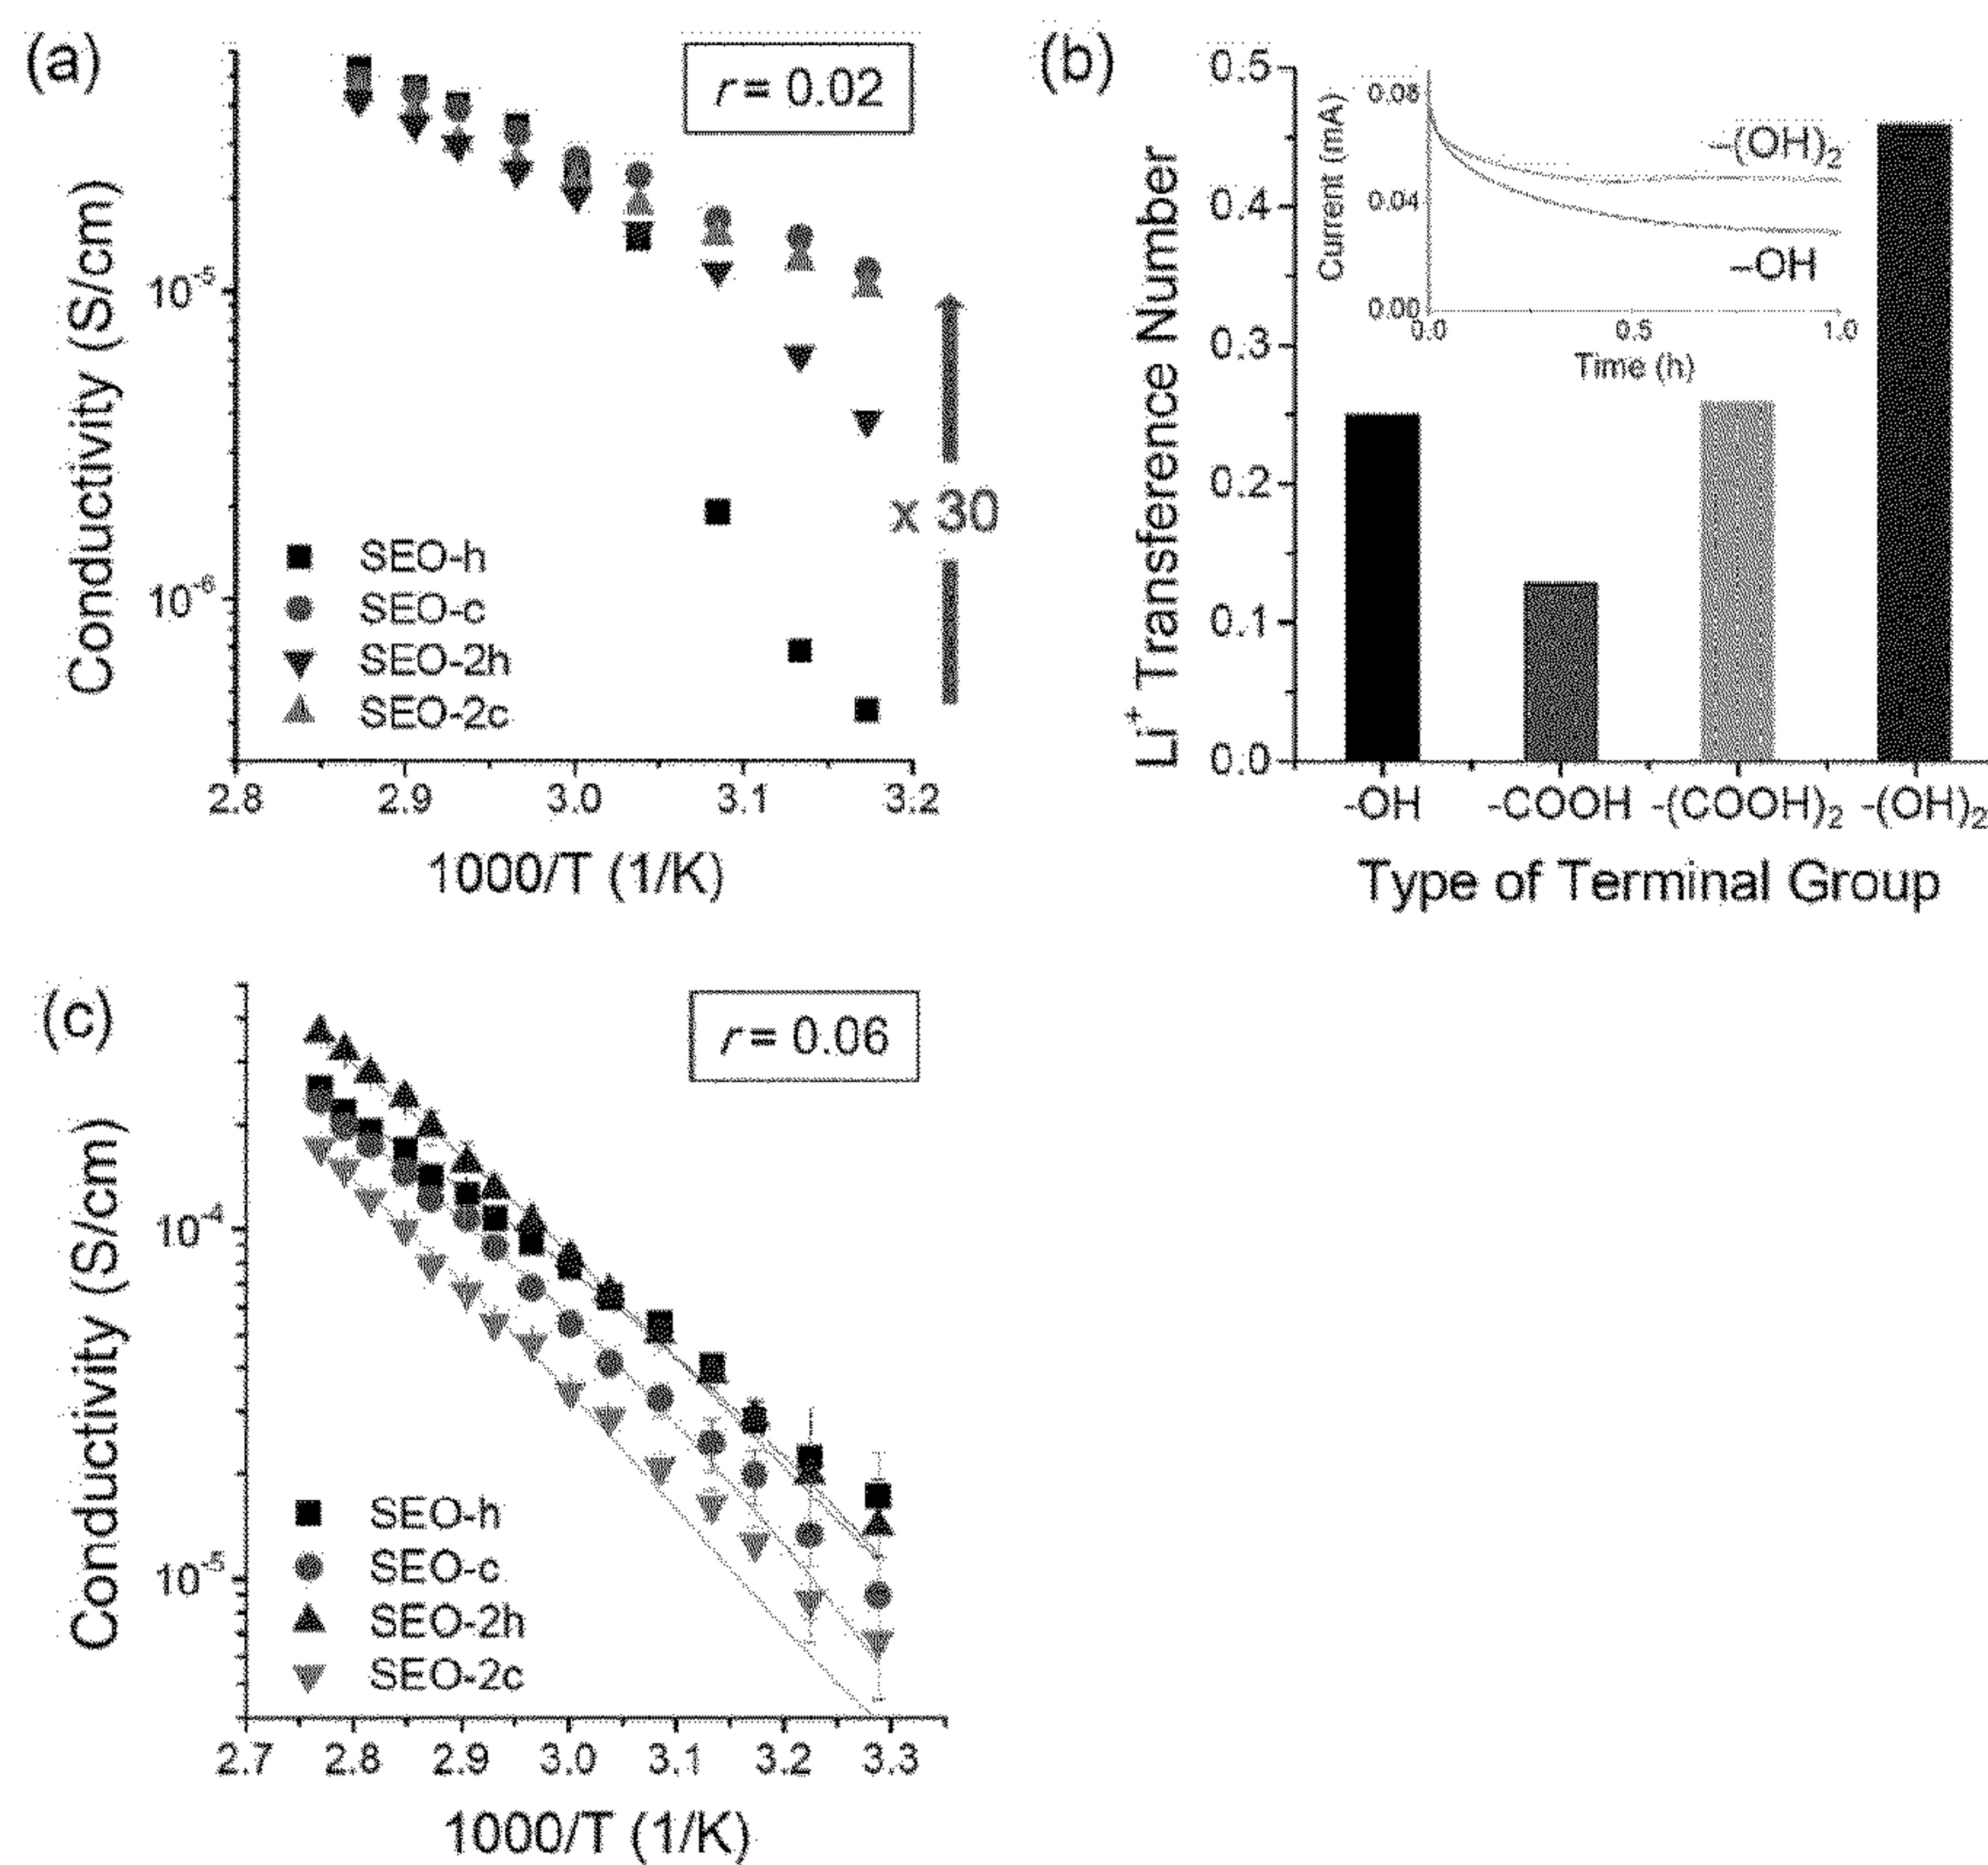 (a)
r = 0.02
Conductivity (S/cm)
10⁻⁵
10⁻⁶
x 30
SEO-h
SEO-c
SEO-2h
SEO-2c
2.8 2.9 3.0 3.1 3.2
1000/T (1/K)
(b)
Li⁺ Transference Number
0.5
0.4
0.3
0.2
0.1
0.0
Current (mA)
0.08
0.04
0.00
–(OH)₂
–OH
0.0 0.5 1.0
Time (h)
-OH -COOH -(COOH)₂ -(OH)₂
Type of Terminal Group
(c)
r = 0.06
Conductivity (S/cm)
10⁻⁴
10⁻⁵
SEO-h
SEO-c
SEO-2h
SEO-2c
2.7 2.8 2.9 3.0 3.1 3.2 3.3
1000/T (1/K)